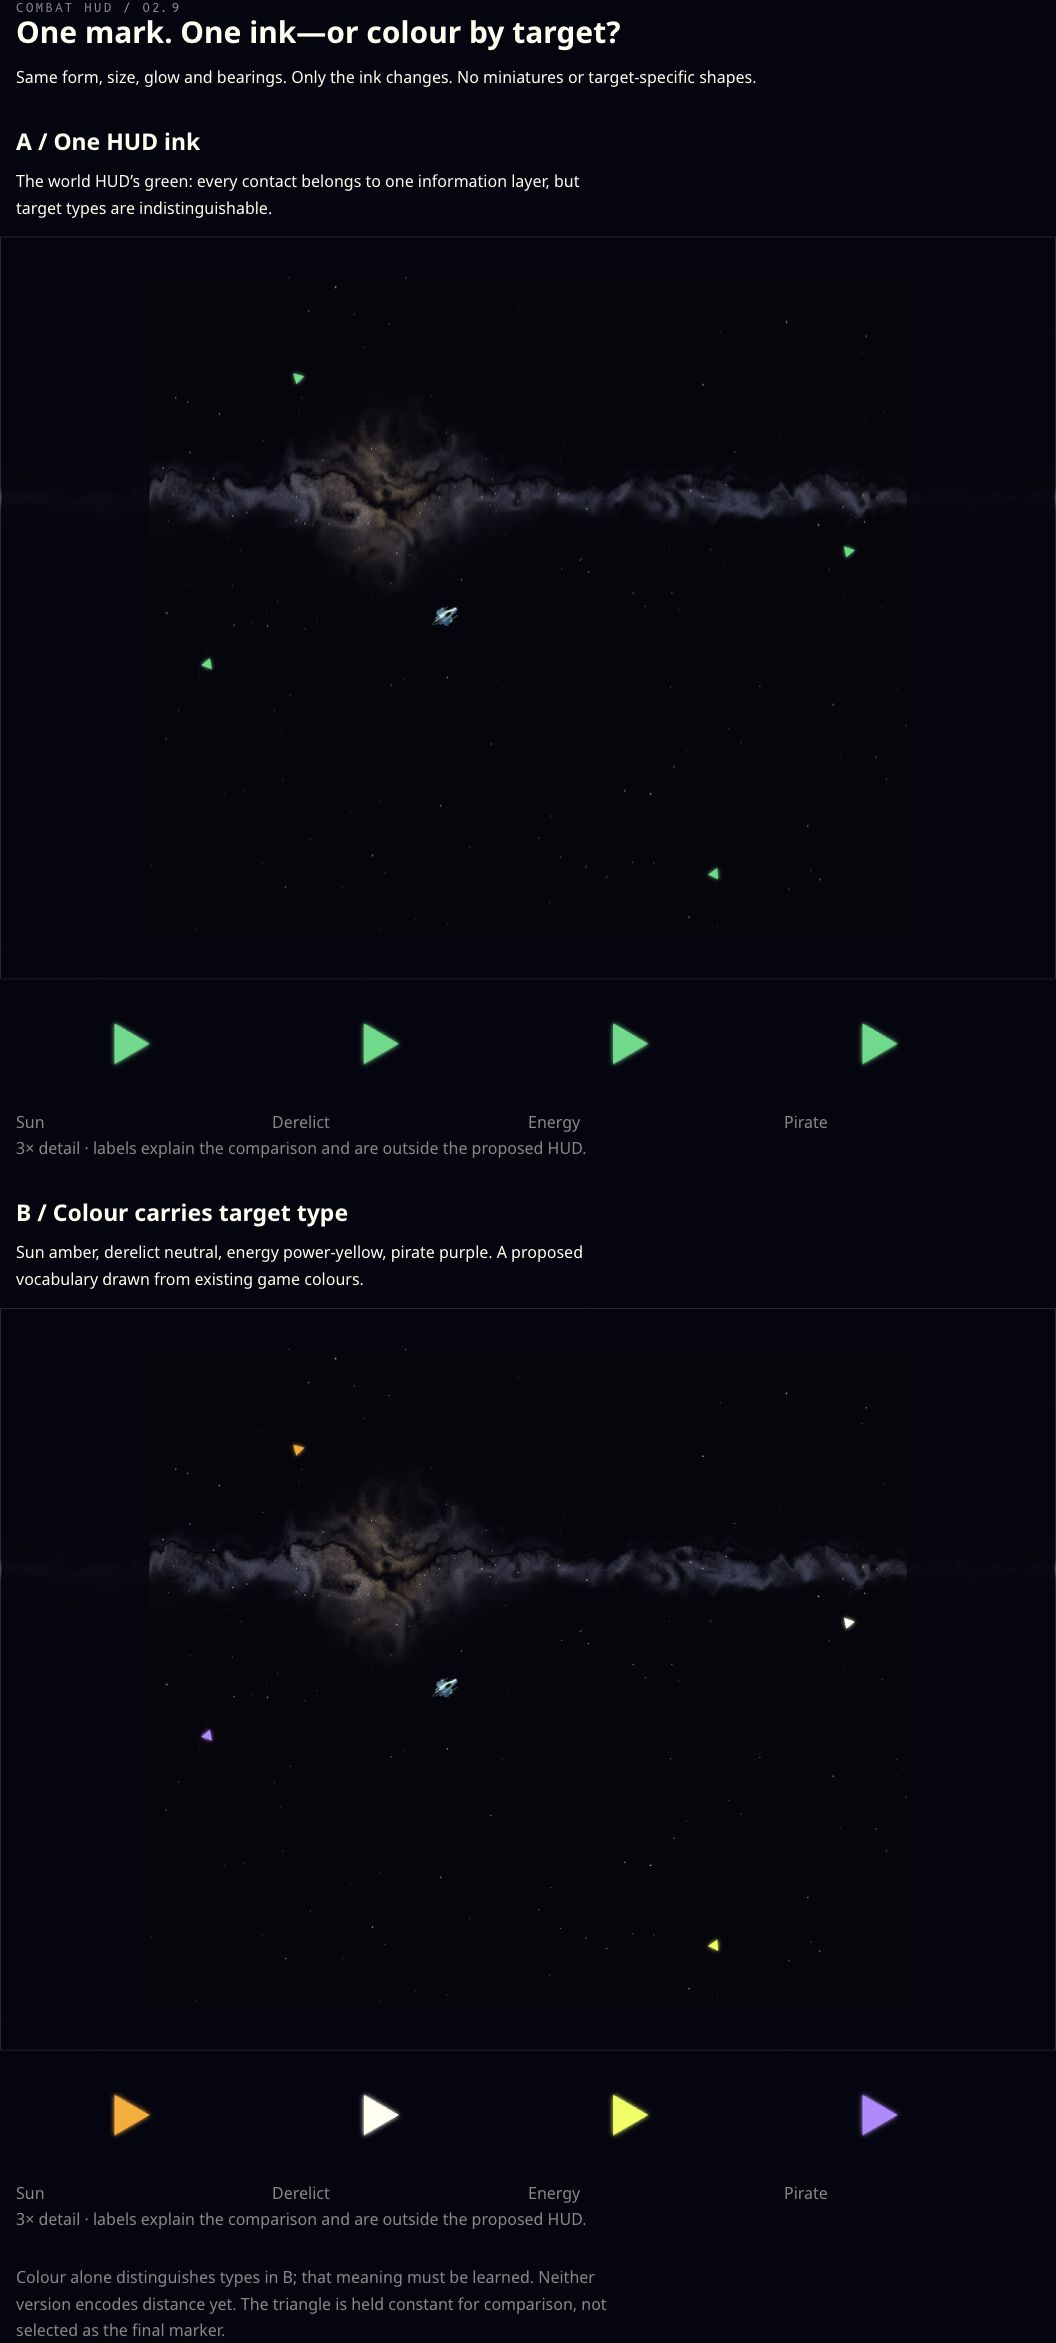 COMBAT HUD / 02.9
One mark. One ink—or colour by target?
Same form, size, glow and bearings. Only the ink changes. No miniatures or target-specific shapes.
A / One HUD ink
The world HUD’s green: every contact belongs to one information layer, but
target types are indistinguishable.
Sun Derelict Energy Pirate
3× detail · labels explain the comparison and are outside the proposed HUD.
B / Colour carries target type
Sun amber, derelict neutral, energy power-yellow, pirate purple. A proposed
vocabulary drawn from existing game colours.
Sun Derelict Energy Pirate
3× detail · labels explain the comparison and are outside the proposed HUD.
Colour alone distinguishes types in B; that meaning must be learned. Neither
version encodes distance yet. The triangle is held constant for comparison, not
selected as the final marker.